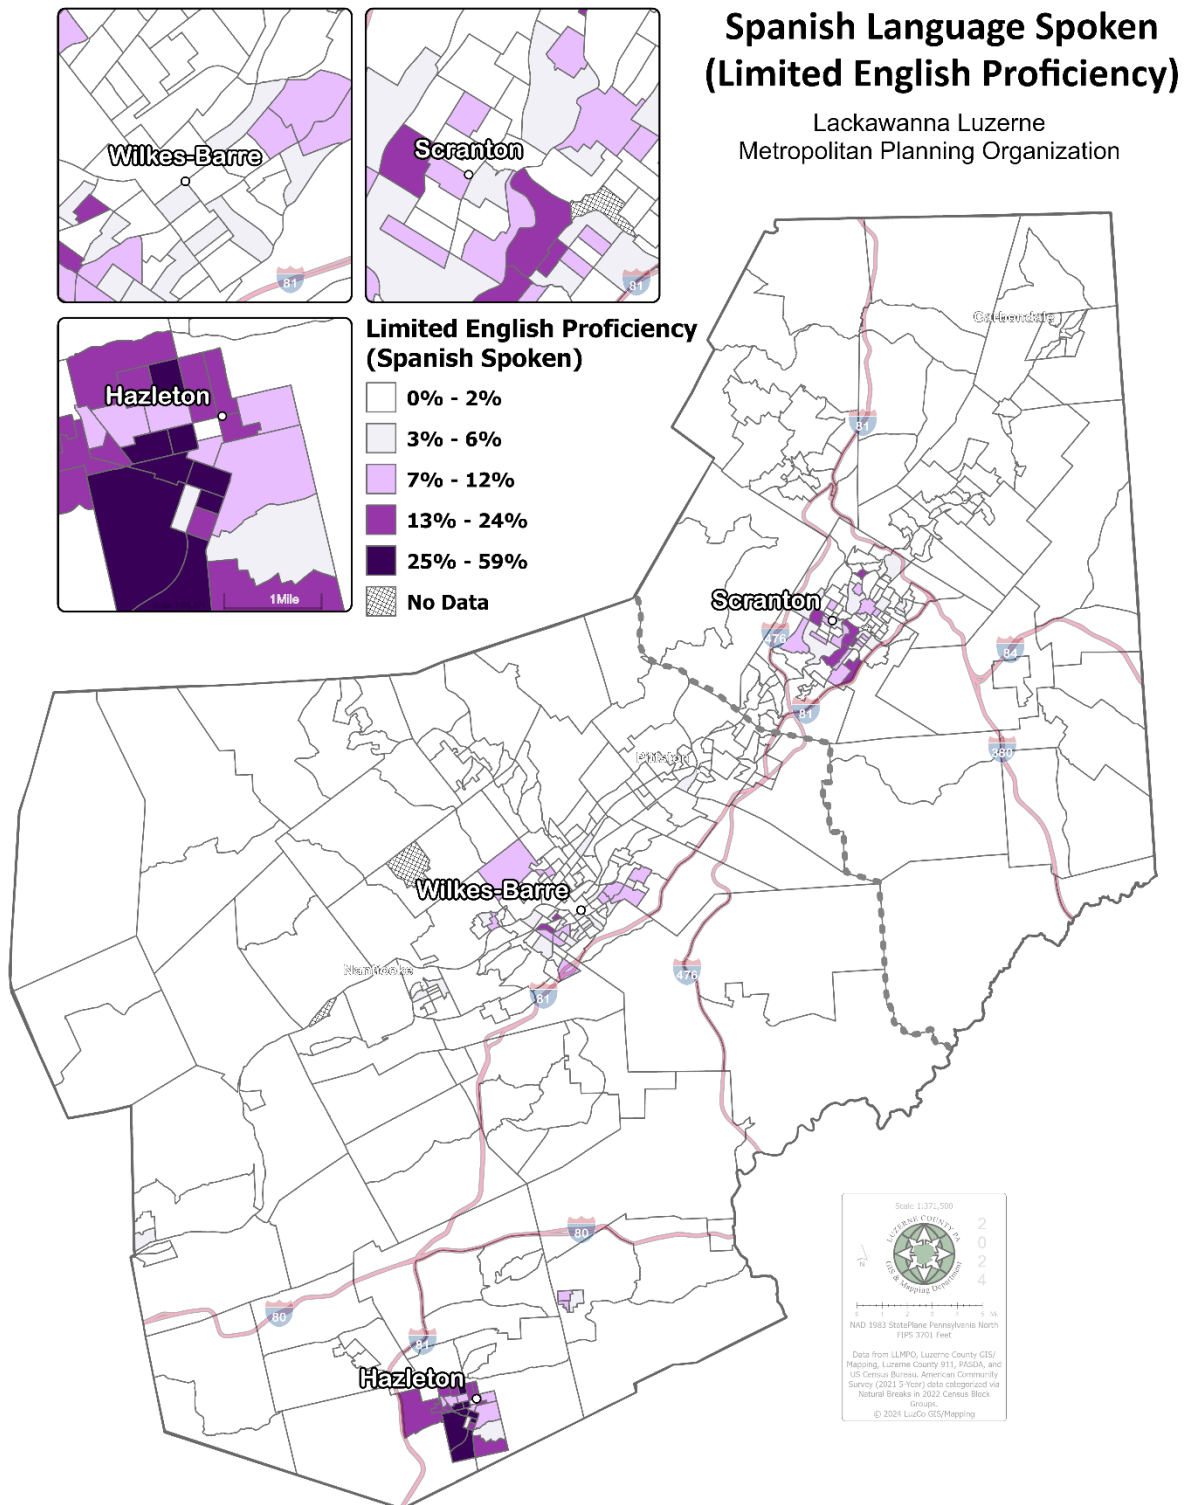 Spanish Language Spoken
(Limited English Proficiency)
Lackawanna Luzerne
Metropolitan Planning Organization
Wilkes-Barre
81
Scranton
81
Hazleton
1 Mile
Limited English Proficiency
(Spanish Spoken)
0% - 2%
3% - 6%
7% - 12%
13% - 24%
25% - 59%
No Data
Carbondale
81
Scranton
476
84
81
380
Pittston
Wilkes-Barre
Nanticoke
476
81
80
80
81
Hazleton
Scale 1:371,500
LUZERNE COUNTY PA
GIS & Mapping Department
2024
N
NAD 1983 StatePlane Pennsylvania North
FIPS 3701 Feet
Data from LLMPO, Luzerne County GIS/
Mapping, Luzerne County 911, PASDA, and
US Census Bureau. American Community
Survey (2021 5-Year) data categorized via
Natural Breaks in 2022 Census Block
Groups.
© 2024 LuzCo GIS/Mapping